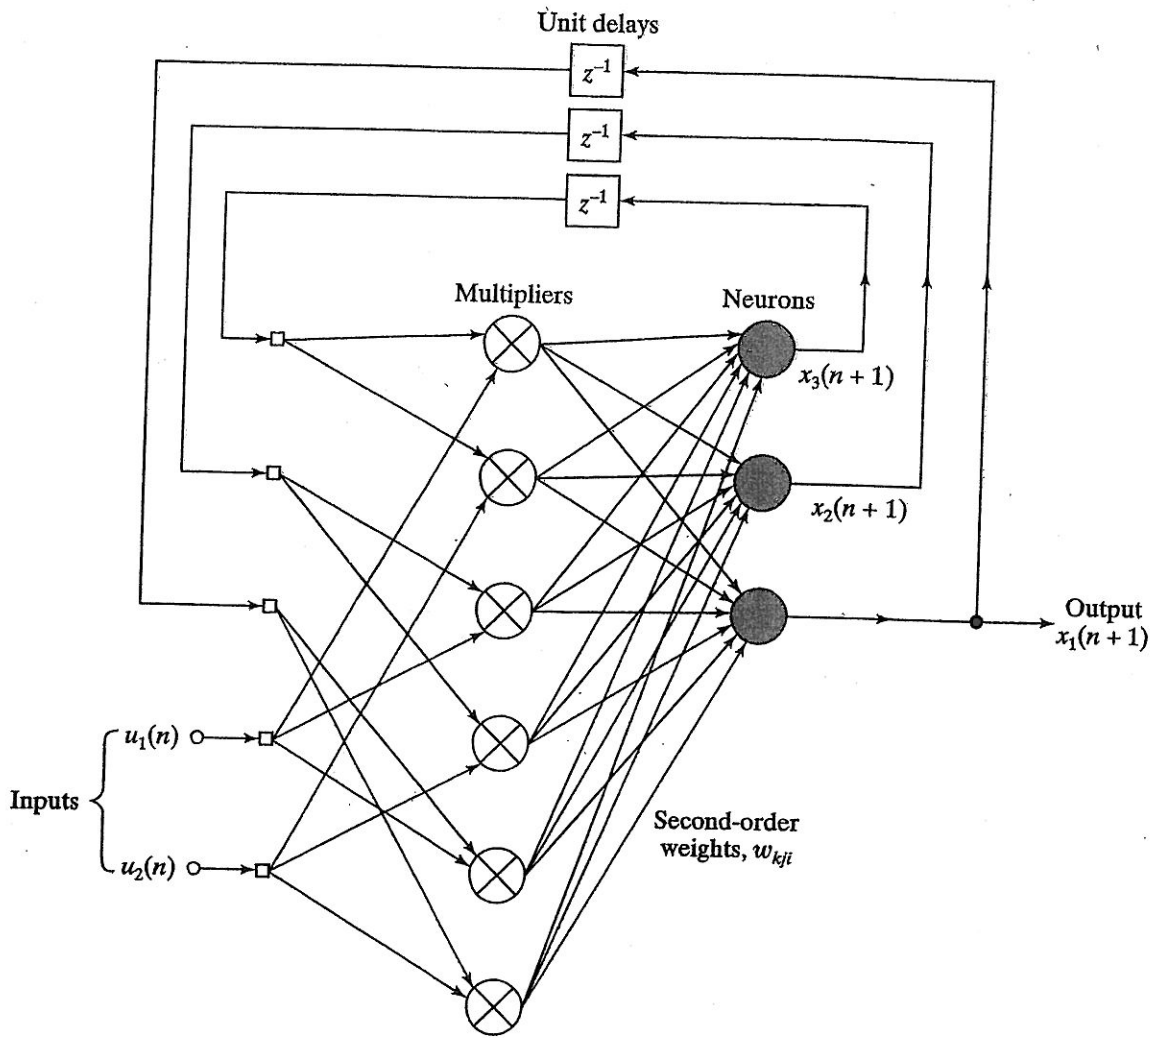 Unit delays
z⁻¹
z⁻¹
z⁻¹
Multipliers
Neurons
x₃(n + 1)
x₂(n + 1)
Output
x₁(n + 1)
u₁(n)
Inputs
u₂(n)
Second-order
weights, wₖⱼᵢ